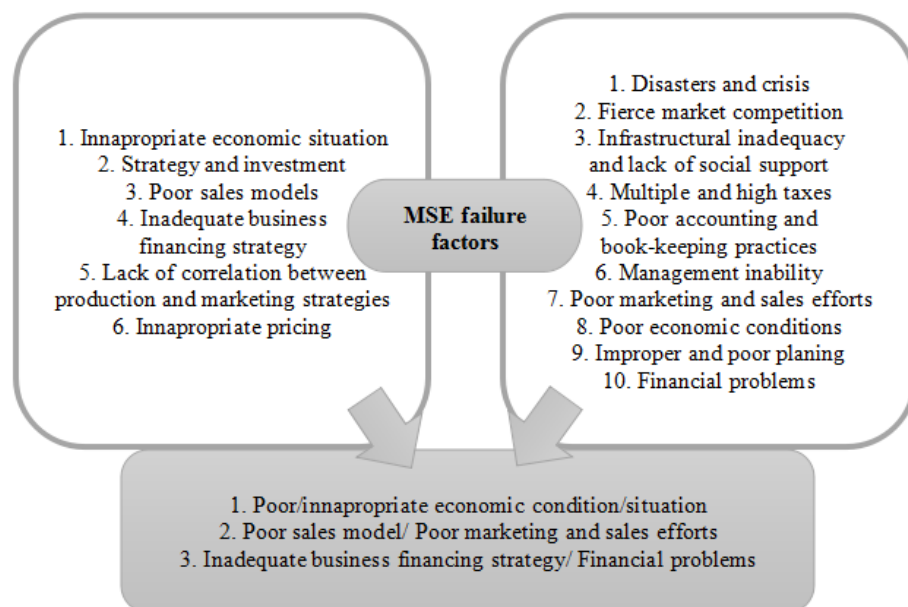 1. Innapropriate economic situation
2. Strategy and investment
3. Poor sales models
4. Inadequate business
financing strategy
5. Lack of correlation between
production and marketing strategies
6. Innapropriate pricing
MSE failure
factors
1. Disasters and crisis
2. Fierce market competition
3. Infrastructural inadequacy
and lack of social support
4. Multiple and high taxes
5. Poor accounting and
book-keeping practices
6. Management inability
7. Poor marketing and sales efforts
8. Poor economic conditions
9. Improper and poor planing
10. Financial problems
1. Poor/innapropriate economic condition/situation
2. Poor sales model/ Poor marketing and sales efforts
3. Inadequate business financing strategy/ Financial problems